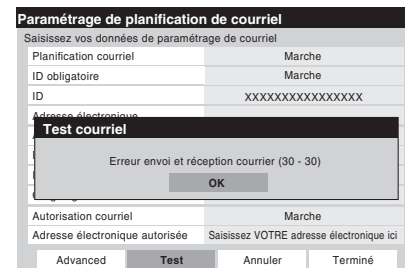 Paramétrage de planification de courriel
Saisissez vos données de paramétrage de courriel
Planification courriel Marche
ID obligatoire Marche
ID XXXXXXXXXXXXXXXX
Adresse électronique
Test courriel
Erreur envoi et réception courrier (30 - 30)
OK
Autorisation courriel Marche
Adresse électronique autorisée Saisissez VOTRE adresse électronique ici
Advanced Test Annuler Terminé